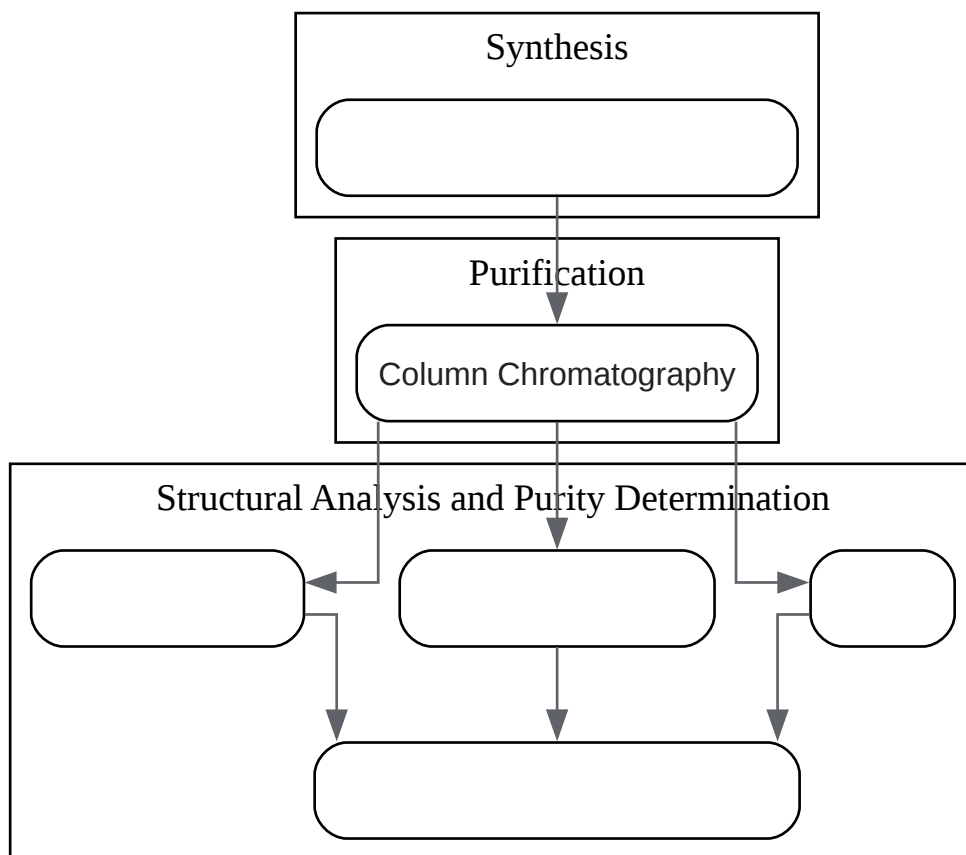 Synthesis
Purification
Column Chromatography
Structural Analysis and Purity Determination